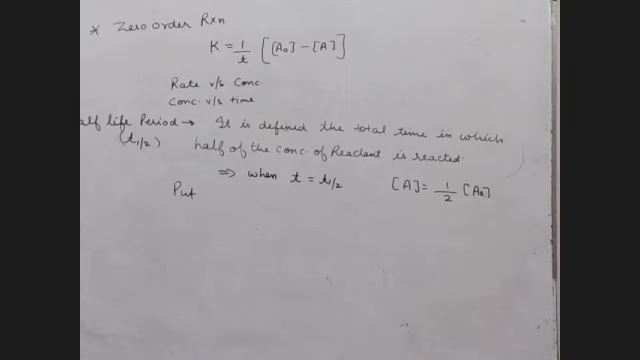 * Zero order Rxn
K = 1/t [[A₀] - [A]]
Rate v/s Conc.
Conc v/s time
alf life Period → It is defined the total time in which
(t1/2) half of the conc of Reactant is reacted.
⇒ when t = t1/2 [A] = 1/2 [A₀]
Put